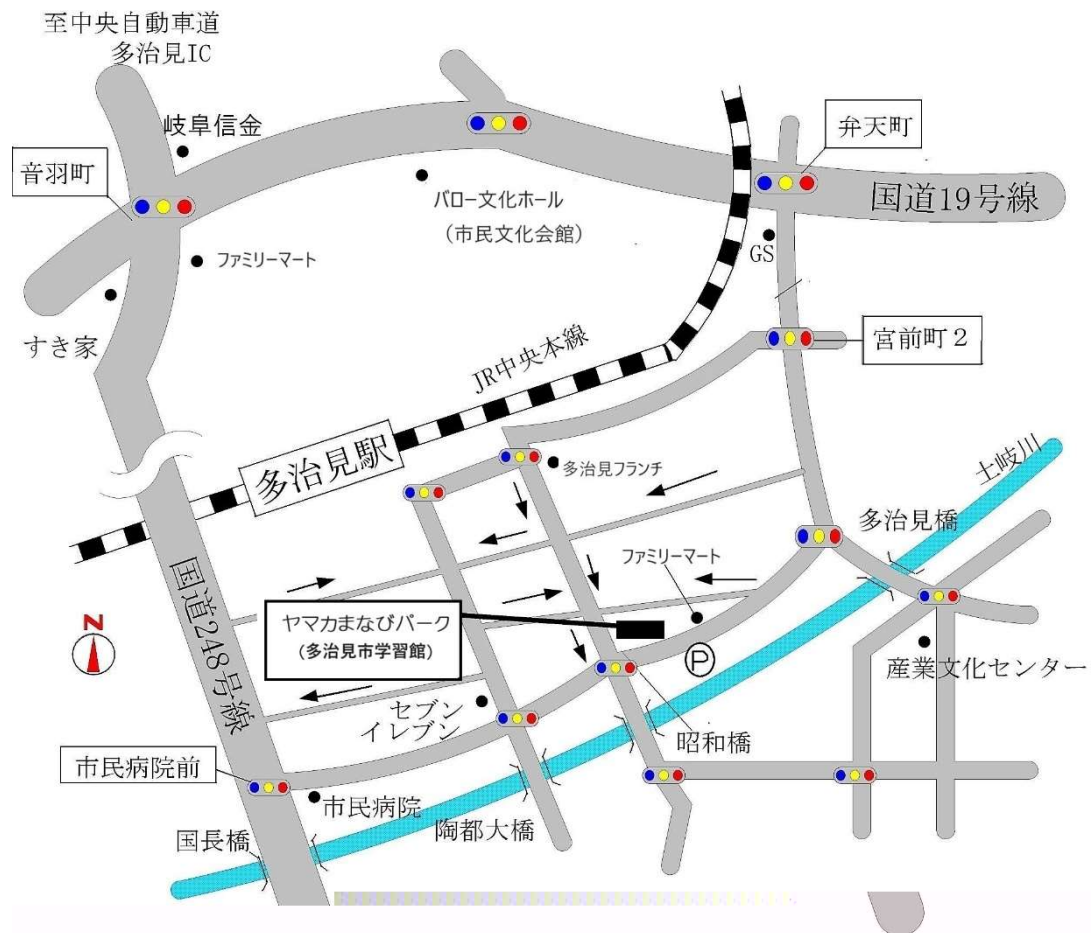 至中央自動車道
多治見IC
岐阜信金
音羽町
弁天町
国道19号線
バロー文化ホール
(市民文化会館)
ファミリーマート
GS
すき家
宮前町2
JR中央本線
多治見駅
多治見フランチ
土岐川
多治見橋
ファミリーマート
国道248号線
ヤマカまなびパーク
(多治見市学習館)
N
P
産業文化センター
セブン
イレブン
昭和橋
市民病院前
市民病院
陶都大橋
国長橋